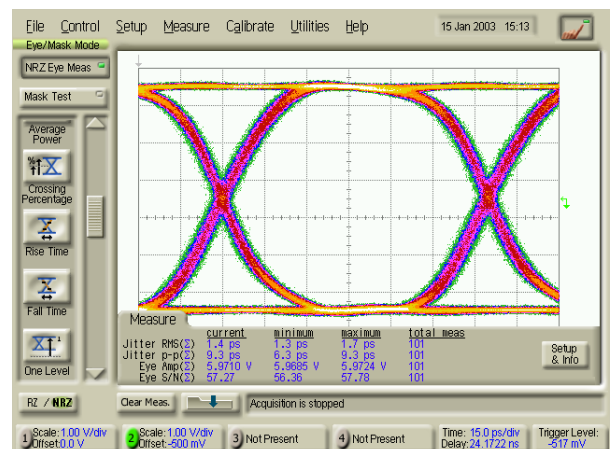 File Control Setup Measure Calibrate Utilities Help 15 Jan 2003 15:13
Eye/Mask Mode
NRZ Eye Meas
Mask Test
Average
Power
Crossing
Percentage
Rise Time
Fall Time
One Level
Measure
current minimum maximum total meas
Jitter RMS(Σ) 1.4 ps 1.3 ps 1.7 ps 101
Jitter p-p(Σ) 9.3 ps 6.3 ps 9.3 ps 101
Eye Amp(Σ) 5.9710 V 5.9685 V 5.9724 V 101
Eye S/N(Σ) 57.27 56.36 57.78 101
Setup
& Info
RZ / NRZ
Clear Meas.
Acquisition is stopped
1 Scale:1.00 V/div
Offset:0.0 V
2 Scale:1.00 V/div
Offset:-500 mV
3 Not Present
4 Not Present
Time: 15.0 ps/div
Delay:24.1722 ns
Trigger Level:
-517 mV